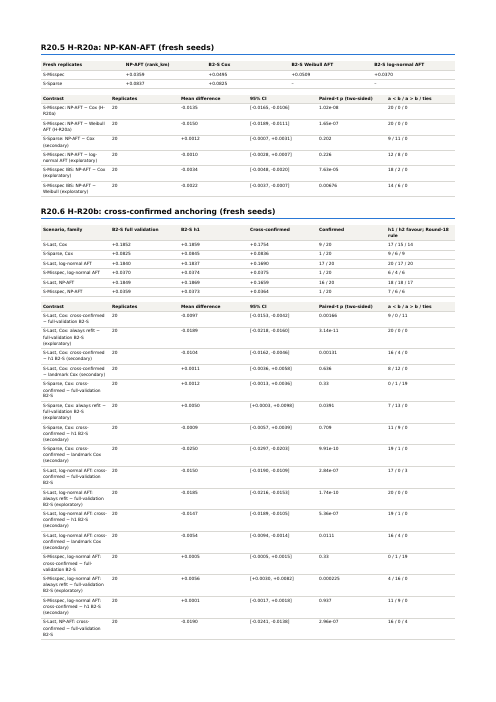 R20.5 H-R20a: NP-KAN-AFT (fresh seeds)
Fresh replicates NP-AFT (rank_km) B2-S Cox B2-S Weibull AFT B2-S log-normal AFT
S-Misspec +0.0359 +0.0495 +0.0509 +0.0370
S-Sparse +0.0837 +0.0825 – –
Contrast Replicates Mean difference 95% CI Paired-t p (two-sided) a < b / a > b / ties
S-Misspec: NP-AFT − Cox (H-
R20a) 20 -0.0135 [-0.0165, -0.0106] 1.02e-08 20 / 0 / 0
S-Misspec: NP-AFT − Weibull
AFT (H-R20a) 20 -0.0150 [-0.0189, -0.0111] 1.65e-07 20 / 0 / 0
S-Sparse: NP-AFT − Cox
(secondary) 20 +0.0012 [-0.0007, +0.0031] 0.202 9 / 11 / 0
S-Misspec: NP-AFT − log-
normal AFT (exploratory) 20 -0.0010 [-0.0028, +0.0007] 0.226 12 / 8 / 0
S-Misspec IBS: NP-AFT − Cox
(exploratory) 20 -0.0034 [-0.0048, -0.0020] 7.63e-05 18 / 2 / 0
S-Misspec IBS: NP-AFT −
Weibull (exploratory) 20 -0.0022 [-0.0037, -0.0007] 0.00676 14 / 6 / 0
R20.6 H-R20b: cross-confirmed anchoring (fresh seeds)
Scenario, family B2-S full validation B2-S h1 Cross-confirmed Confirmed h1 / h2 favour; Round-18
rule
S-Last, Cox +0.1852 +0.1859 +0.1754 9 / 20 17 / 15 / 14
S-Sparse, Cox +0.0825 +0.0845 +0.0836 1 / 20 9 / 6 / 9
S-Last, log-normal AFT +0.1840 +0.1837 +0.1690 17 / 20 20 / 17 / 20
S-Misspec, log-normal AFT +0.0370 +0.0374 +0.0375 1 / 20 6 / 4 / 6
S-Last, NP-AFT +0.1849 +0.1869 +0.1659 16 / 20 18 / 18 / 17
S-Misspec, NP-AFT +0.0359 +0.0373 +0.0364 1 / 20 7 / 6 / 6
Contrast Replicates Mean difference 95% CI Paired-t p (two-sided) a < b / a > b / ties
S-Last, Cox: cross-confirmed
− full-validation B2-S 20 -0.0097 [-0.0153, -0.0042] 0.00166 9 / 0 / 11
S-Last, Cox: always refit −
full-validation B2-S
(exploratory) 20 -0.0189 [-0.0218, -0.0160] 3.14e-11 20 / 0 / 0
S-Last, Cox: cross-confirmed
− h1 B2-S (secondary) 20 -0.0104 [-0.0162, -0.0046] 0.00131 16 / 4 / 0
S-Last, Cox: cross-confirmed
− landmark Cox (secondary) 20 +0.0011 [-0.0036, +0.0058] 0.636 8 / 12 / 0
S-Sparse, Cox: cross-
confirmed − full-validation
B2-S 20 +0.0012 [-0.0013, +0.0036] 0.33 0 / 1 / 19
S-Sparse, Cox: always refit −
full-validation B2-S
(exploratory) 20 +0.0050 [+0.0003, +0.0098] 0.0391 7 / 13 / 0
S-Sparse, Cox: cross-
confirmed − h1 B2-S
(secondary) 20 -0.0009 [-0.0057, +0.0039] 0.709 11 / 9 / 0
S-Sparse, Cox: cross-
confirmed − landmark Cox
(secondary) 20 -0.0250 [-0.0297, -0.0203] 9.91e-10 19 / 1 / 0
S-Last, log-normal AFT: cross-
confirmed − full-validation
B2-S 20 -0.0150 [-0.0190, -0.0109] 2.84e-07 17 / 0 / 3
S-Last, log-normal AFT:
always refit − full-validation
B2-S (exploratory) 20 -0.0185 [-0.0216, -0.0153] 1.74e-10 20 / 0 / 0
S-Last, log-normal AFT: cross-
confirmed − h1 B2-S
(secondary) 20 -0.0147 [-0.0189, -0.0105] 5.36e-07 19 / 1 / 0
S-Last, log-normal AFT: cross-
confirmed − landmark Cox
(secondary) 20 -0.0054 [-0.0094, -0.0014] 0.0111 16 / 4 / 0
S-Misspec, log-normal AFT:
cross-confirmed − full-
validation B2-S 20 +0.0005 [-0.0005, +0.0015] 0.33 0 / 1 / 19
S-Misspec, log-normal AFT:
always refit − full-validation
B2-S (exploratory) 20 +0.0056 [+0.0030, +0.0082] 0.000225 4 / 16 / 0
S-Misspec, log-normal AFT:
cross-confirmed − h1 B2-S
(secondary) 20 +0.0001 [-0.0017, +0.0018] 0.937 11 / 9 / 0
S-Last, NP-AFT: cross-
confirmed − full-validation
B2-S 20 -0.0190 [-0.0241, -0.0138] 2.96e-07 16 / 0 / 4